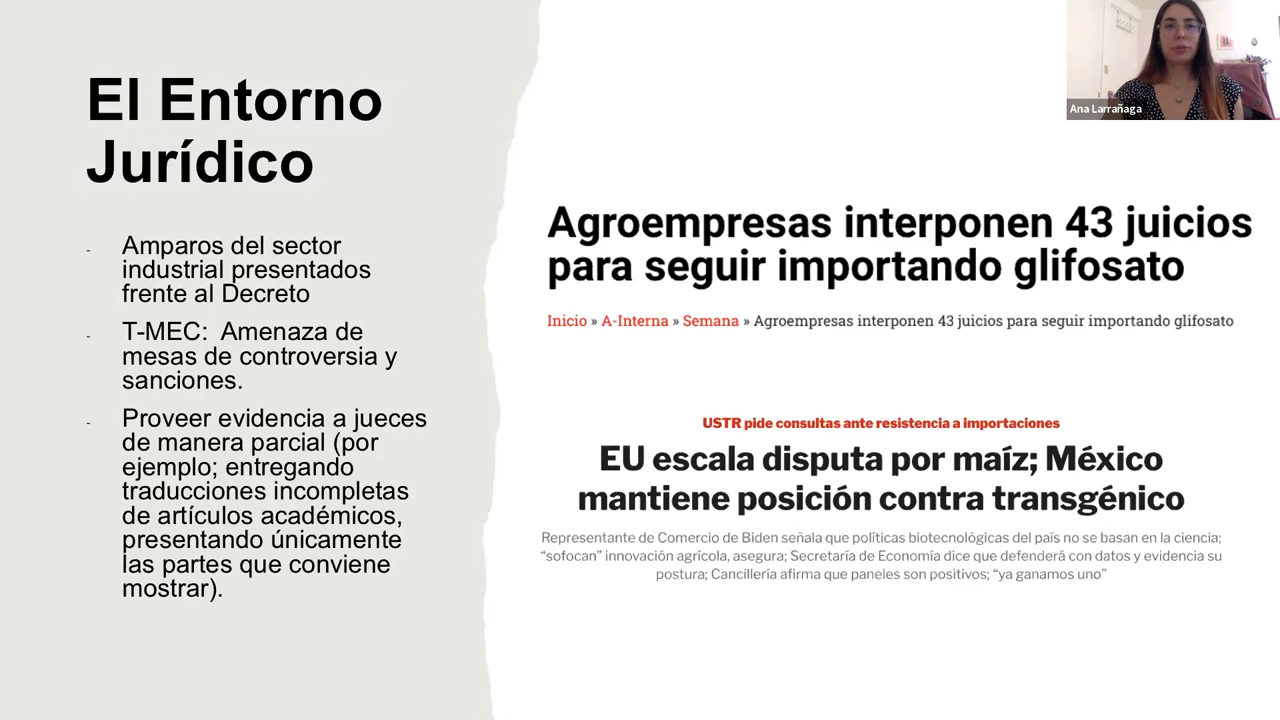 El Entorno
Jurídico
- Amparos del sector
industrial presentados
frente al Decreto
- T-MEC:  Amenaza de
mesas de controversia y
sanciones.
- Proveer evidencia a jueces
de manera parcial (por
ejemplo; entregando
traducciones incompletas
de artículos académicos,
presentando únicamente
las partes que conviene
mostrar).
Ana Larrañaga
Agroempresas interponen 43 juicios
para seguir importando glifosato
Inicio » A-Interna » Semana » Agroempresas interponen 43 juicios para seguir importando glifosato
USTR pide consultas ante resistencia a importaciones
EU escala disputa por maíz; México
mantiene posición contra transgénico
Representante de Comercio de Biden señala que políticas biotecnológicas del país no se basan en la ciencia;
“sofocan” innovación agrícola, asegura; Secretaría de Economía dice que defenderá con datos y evidencia su
postura; Cancillería afirma que paneles son positivos; “ya ganamos uno”